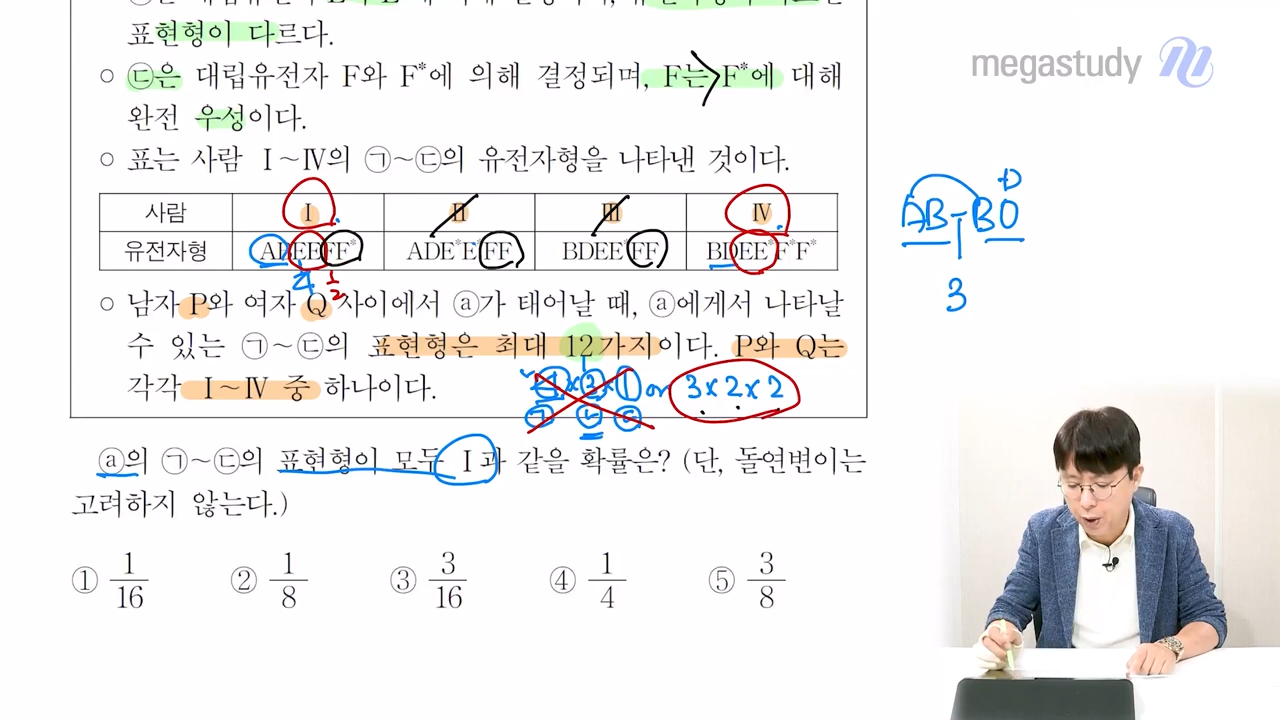 표현형이 다르다.
megastudy
○ ㉢은 대립유전자 F와 F*에 의해 결정되며, F는 > F*에 대해
완전 우성이다.
○ 표는 사람 Ⅰ~Ⅳ의 ㉠~㉢의 유전자형을 나타낸 것이다.
사람 Ⅰ Ⅱ Ⅲ Ⅳ
유전자형 ADEEFF* ADE*E*FF BDEE*FF BDEE*F*F*
1/2
○ 남자 P와 여자 Q 사이에서 ⓐ가 태어날 때, ⓐ에게서 나타날
수 있는 ㉠~㉢의 표현형은 최대 12가지이다. P와 Q는
각각 Ⅰ~Ⅳ 중 하나이다.
or 3×2×2
ⓐ의 ㉠~㉢의 표현형이 모두 Ⅰ과 같을 확률은? (단, 돌연변이는
고려하지 않는다.)
① 1/16 ② 1/8 ③ 3/16 ④ 1/4 ⑤ 3/8
D
AB BO
3